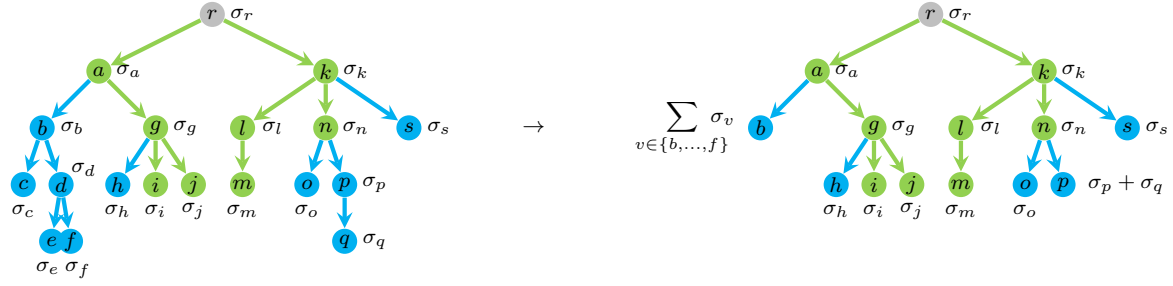 r σ_r r σ_r
a σ_a k σ_k a σ_a k σ_k
b σ_b g σ_g l σ_l n σ_n s σ_s → ∑_{v∈{b,...,f}} σ_v b g σ_g l σ_l n σ_n s σ_s
c d σ_d h i j m o p σ_p h i j m o p σ_p + σ_q
σ_c σ_h σ_i σ_j σ_m σ_o σ_h σ_i σ_j σ_m σ_o
e f q σ_q
σ_e σ_f